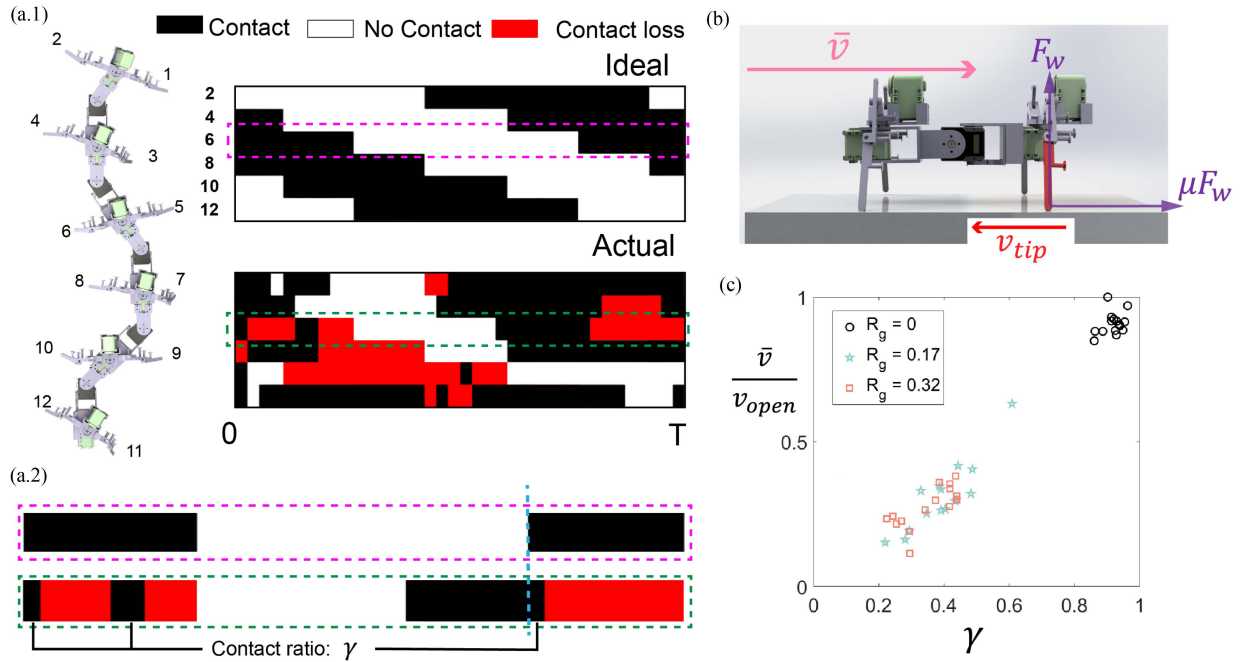 (a.1)
Contact
No Contact
Contact loss
Ideal
2
1
4
3
5
6
8
7
10
9
12
11
2
4
6
8
10
12
Actual
0
T
(a.2)
Contact ratio: γ
(b)
v̄
F_w
μF_w
v_tip
(c)
v̄
v_open
1
0.5
0
R_g = 0
R_g = 0.17
R_g = 0.32
0
0.2
0.4
0.6
0.8
1
γ